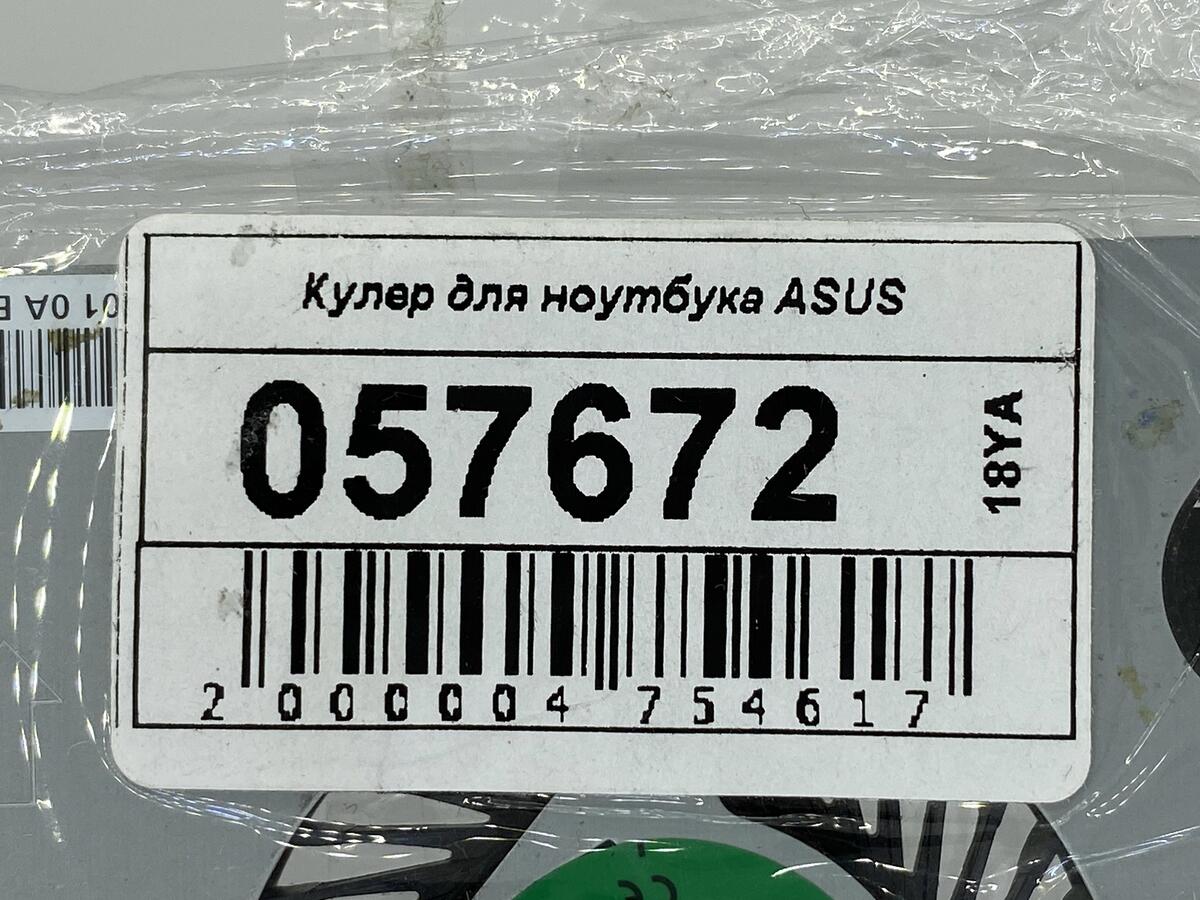 Кулер для ноутбука ASUS
057672
18YA
2 000004 754617